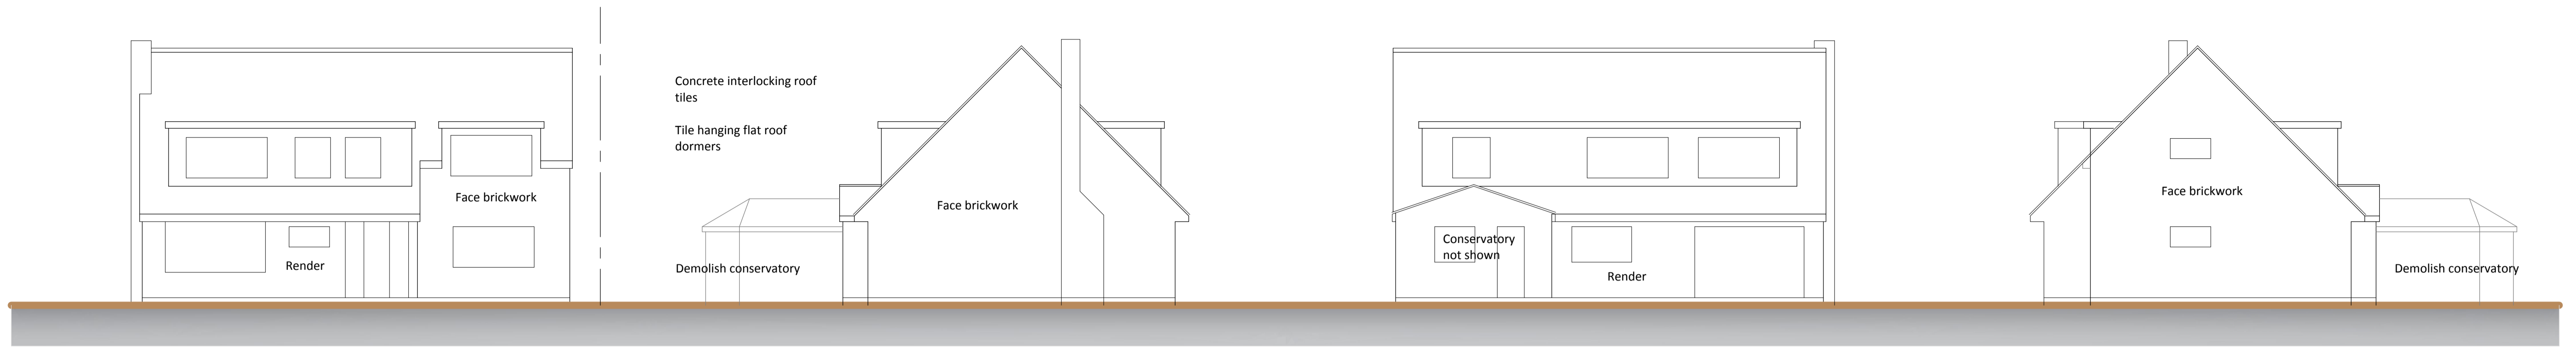 Face brickwork
Render
Concrete interlocking roof
tiles
Tile hanging flat roof
dormers
Demolish conservatory
Face brickwork
Conservatory
not shown
Render
Face brickwork
Demolish conservatory